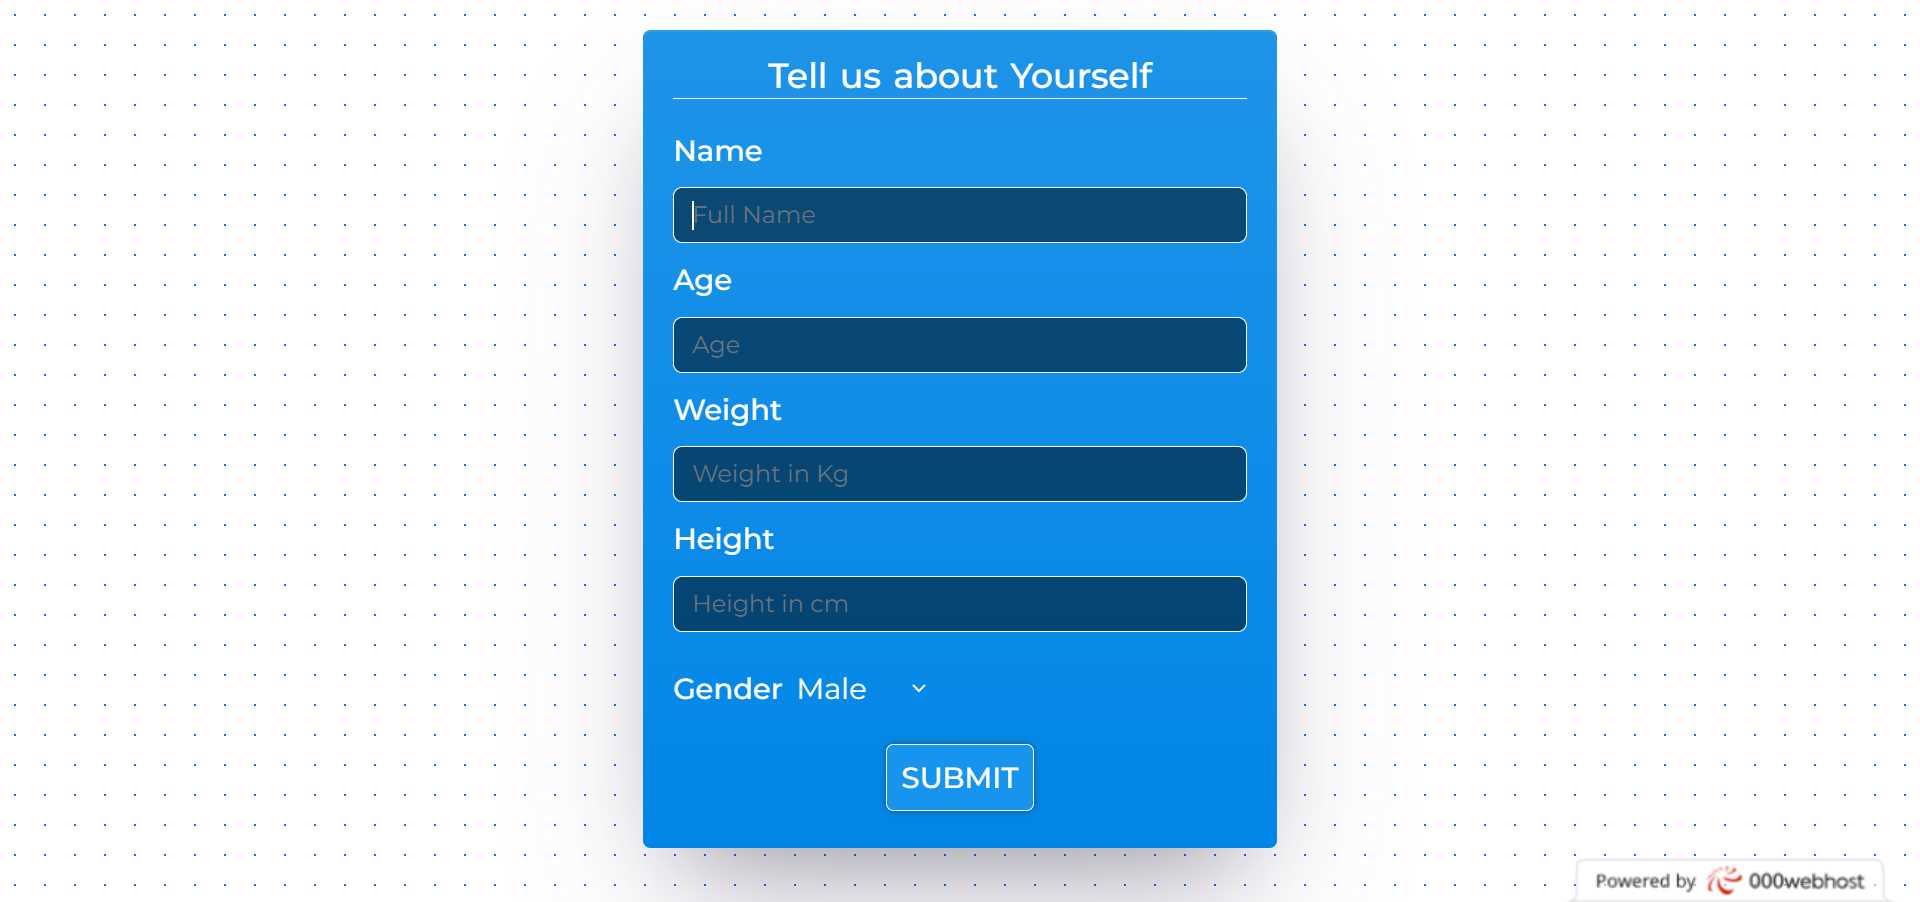 Tell us about Yourself
Name
Full Name
Age
Age
Weight
Weight in Kg
Height
Height in cm
Gender Male
SUBMIT
Powered by 000webhost